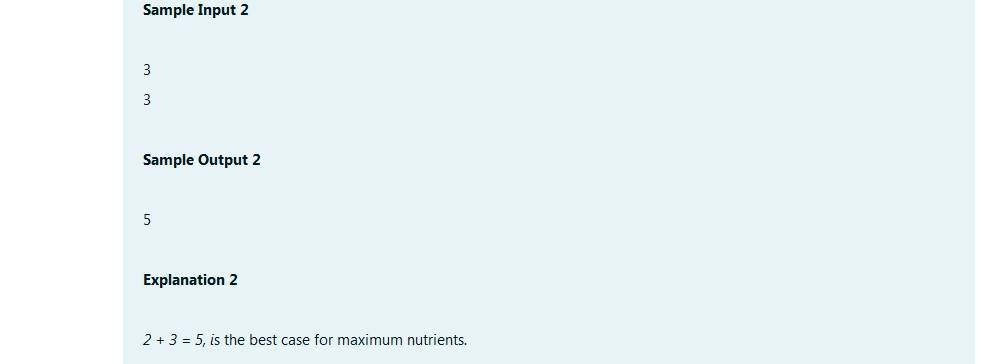 Sample Input 2
3
3
Sample Output 2
5
Explanation 2
2 + 3 = 5, is the best case for maximum nutrients.